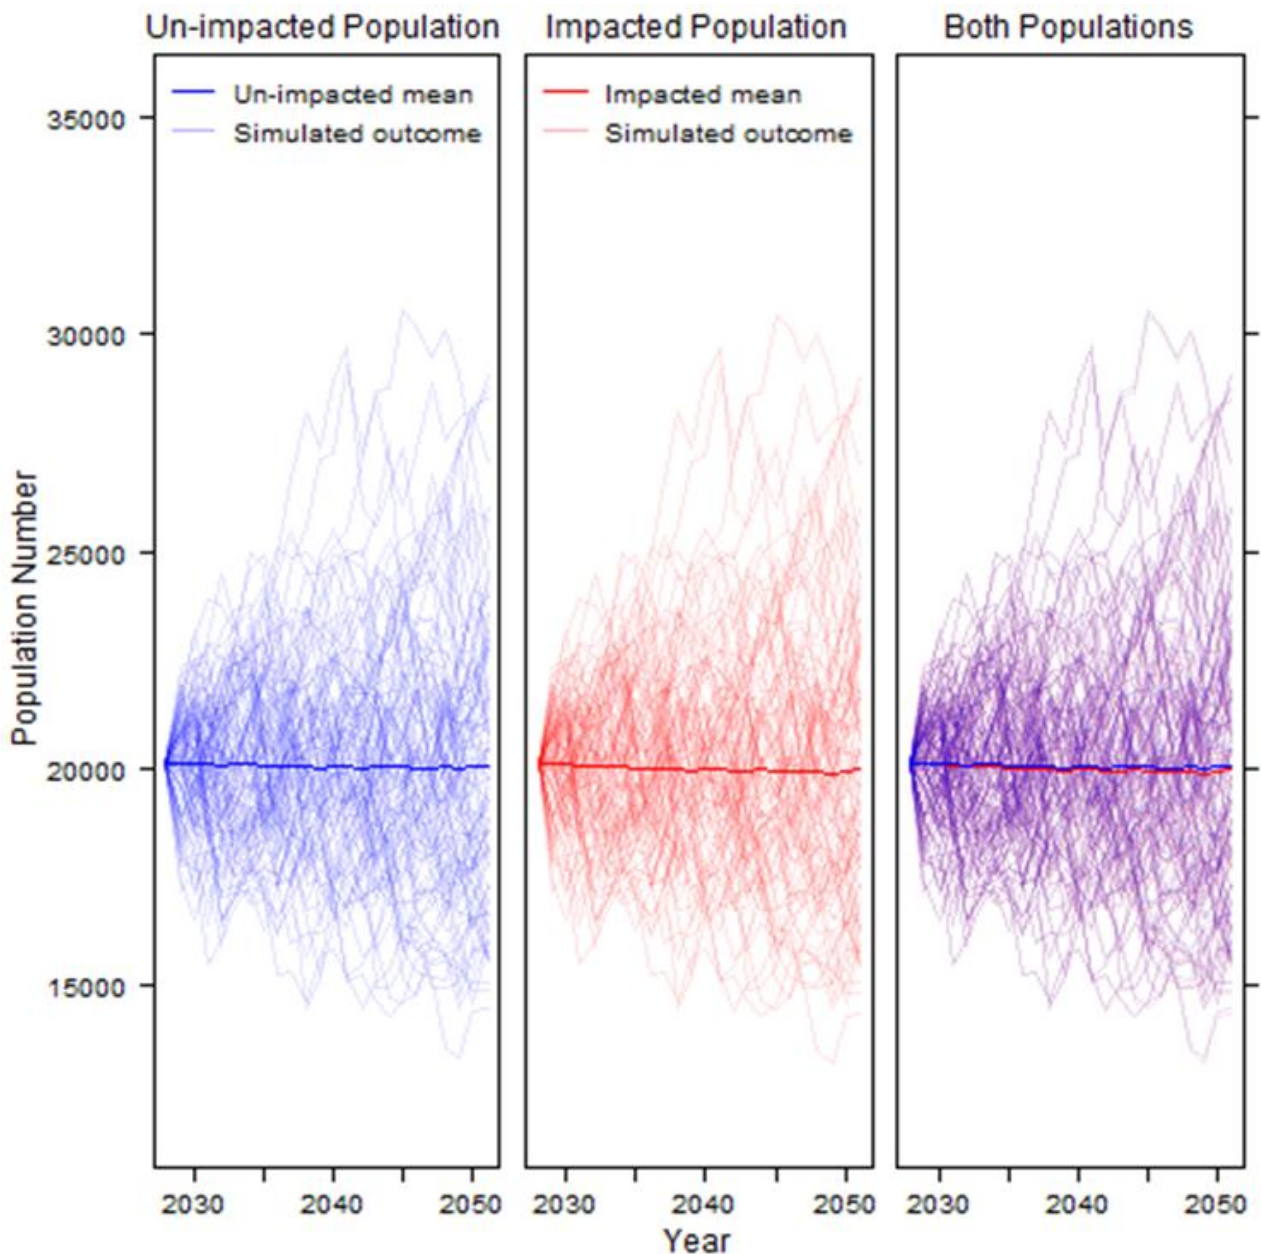 Un-impacted Population
Impacted Population
Both Populations
Un-impacted mean
Simulated outcome
Impacted mean
Simulated outcome
35000
30000
25000
20000
15000
Population Number
2030
2040
2050
2030
2040
2050
2030
2040
2050
Year